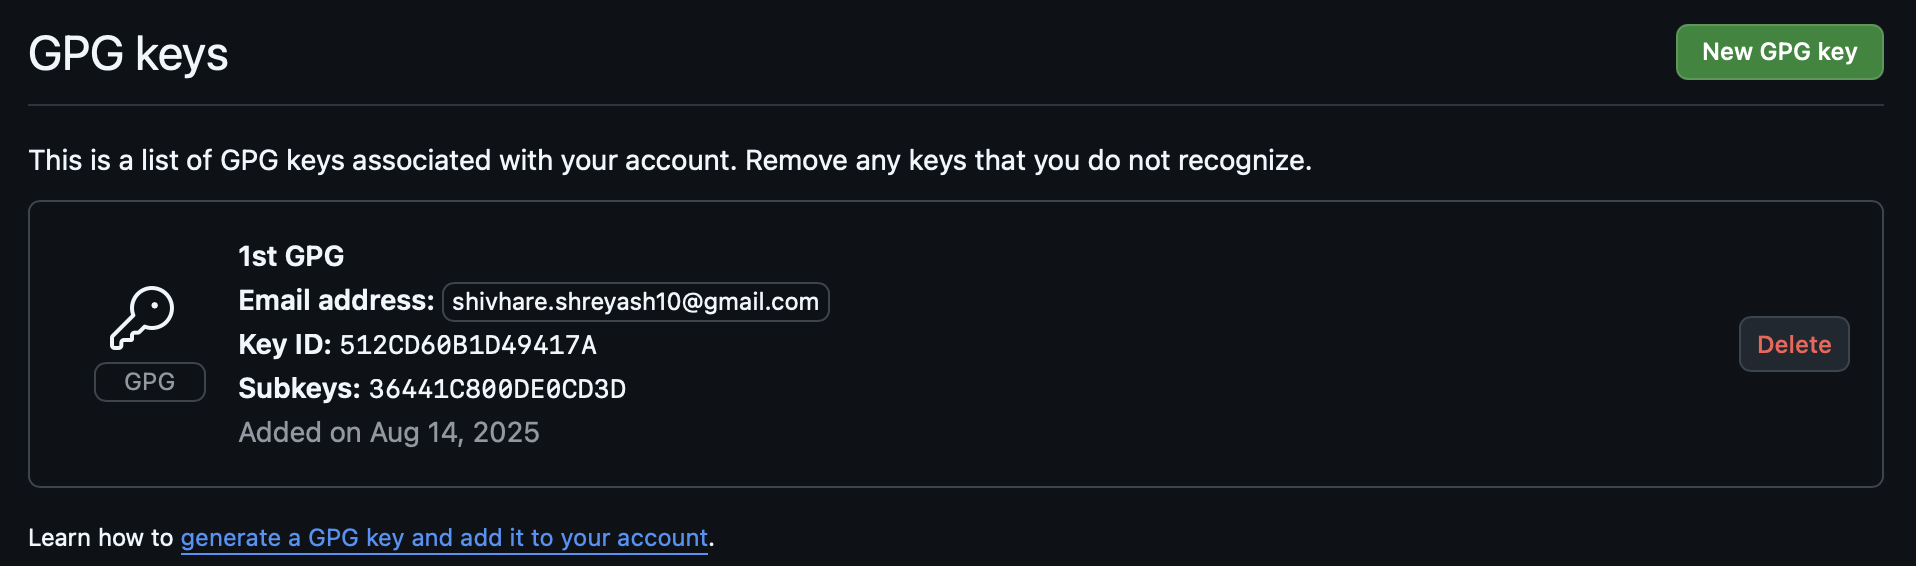 GPG keys
New GPG key
This is a list of GPG keys associated with your account. Remove any keys that you do not recognize.
1st GPG
Email address: shivhare.shreyash10@gmail.com
Key ID: 512CD60B1D49417A
GPG
Subkeys: 36441C800DE0CD3D
Added on Aug 14, 2025
Delete
Learn how to generate a GPG key and add it to your account.